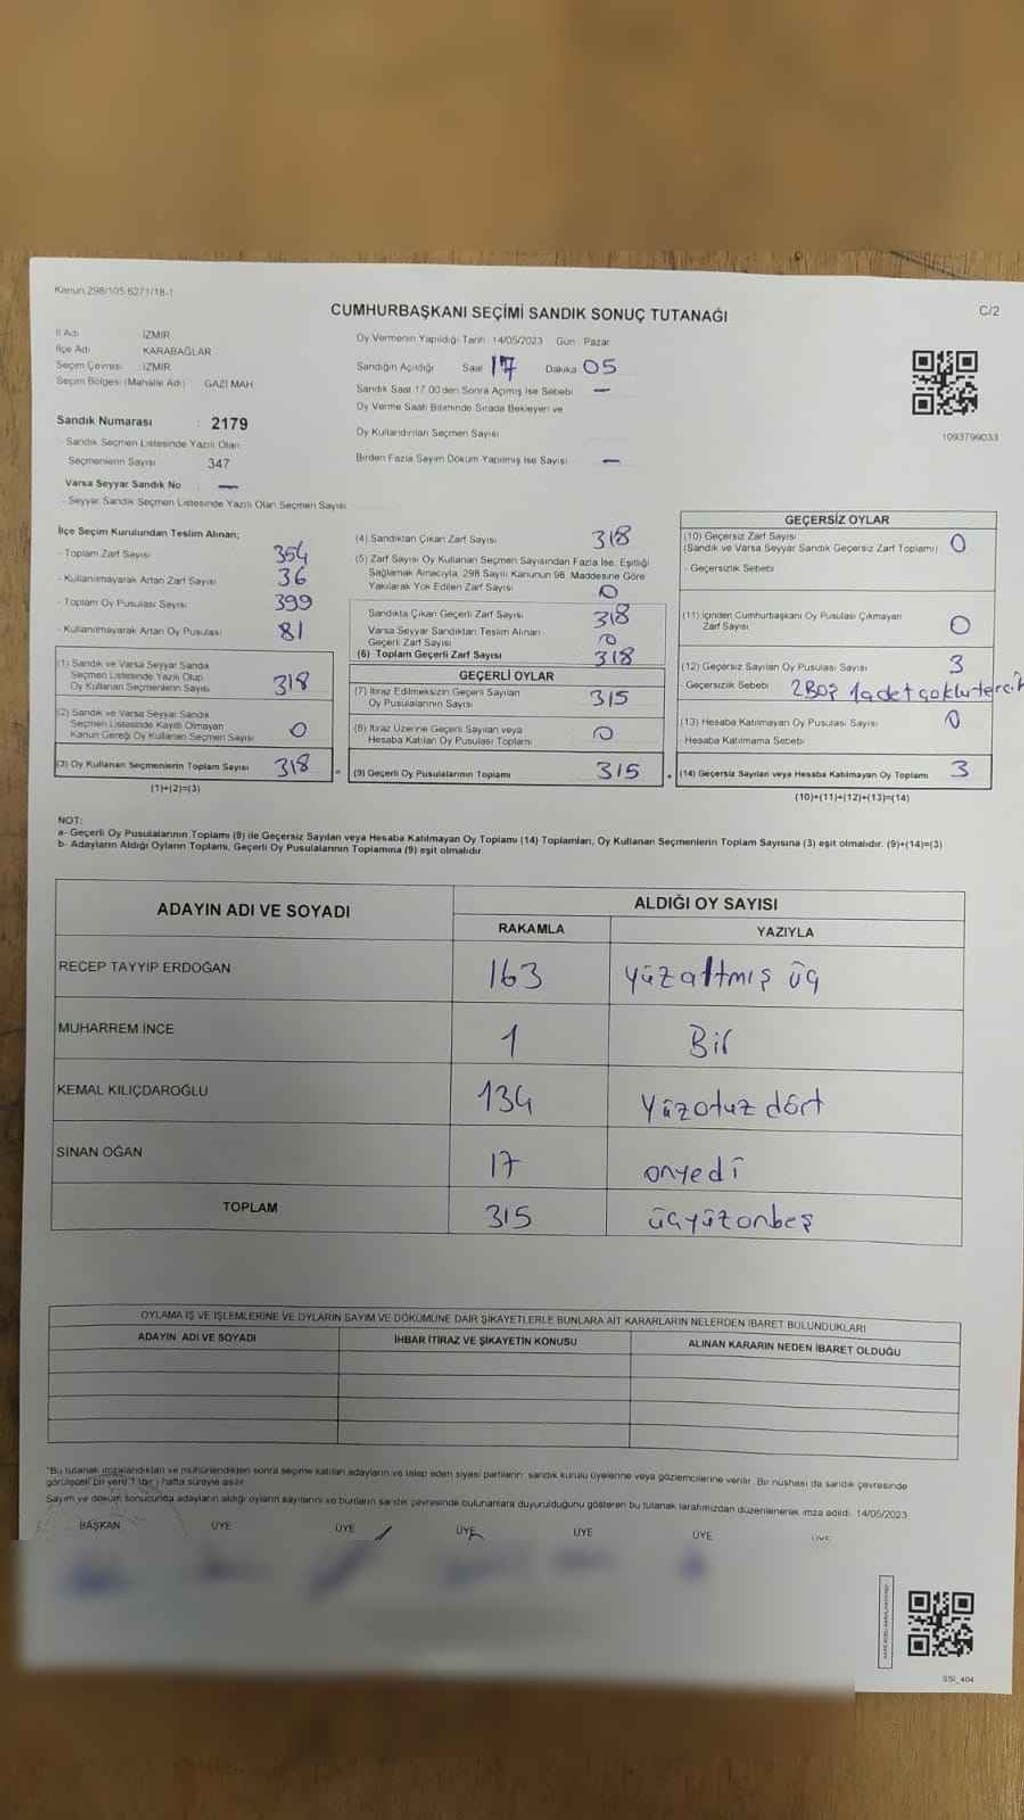 Kanun 298/105 6271/18-1
CUMHURBAŞKANI SEÇİMİ SANDIK SONUÇ TUTANAĞI
C/2
İl Adı İZMİR
İlçe Adı KARABAĞLAR
Seçim Çevresi İZMİR
Seçim Bölgesi (Mahalle Adı) GAZİ MAH
Sandık Numarası : 2179
Sandık Seçmen Listesinde Yazılı Olan
Seçmenlerin Sayısı 347
Varsa Seyyar Sandık No —
- Seyyar Sandık Seçmen Listesinde Yazılı Olan Seçmen Sayısı
Oy Vermenin Yapıldığı Tarih : 14/05/2023 Gün : Pazar
Sandığın Açıldığı Saat 17 Dakika 05
Sandık Saat 17.00'den Sonra Açılmış İse Sebebi —
Oy Verme Saati Bitiminde Sırada Bekleyen ve
Oy Kullandırılan Seçmen Sayısı
Birden Fazla Sayım Döküm Yapılmış İse Sayısı —
1093799033
İlçe Seçim Kurulundan Teslim Alınan;
- Toplam Zarf Sayısı 354
- Kullanılmayarak Artan Zarf Sayısı 36
- Toplam Oy Pusulası Sayısı 399
- Kullanılmayarak Artan Oy Pusulası 81
(1) Sandık ve Varsa Seyyar Sandık
Seçmen Listesinde Yazılı Olup
Oy Kullanan Seçmenlerin Sayısı 318
(2) Sandık ve Varsa Seyyar Sandık
Seçmen Listesinde Kayıtlı Olmayan
Kanun Gereği Oy Kullanan Seçmen Sayısı 0
(3) Oy Kullanan Seçmenlerin Toplam Sayısı 318
(1)+(2)=(3)
(4) Sandıktan Çıkan Zarf Sayısı 318
(5) Zarf Sayısı Oy Kullanan Seçmen Sayısından Fazla İse, Eşitliği
Sağlamak Amacıyla, 298 Sayılı Kanunun 98. Maddesine Göre
Yakılarak Yok Edilen Zarf Sayısı 0
Sandıkta Çıkan Geçerli Zarf Sayısı 318
Varsa Seyyar Sandıktan Teslim Alınan
Geçerli Zarf Sayısı 0
(6) Toplam Geçerli Zarf Sayısı 318
GEÇERLİ OYLAR
(7) İtiraz Edilmeksizin Geçerli Sayılan
Oy Pusulalarının Sayısı 315
(8) İtiraz Üzerine Geçerli Sayılan veya
Hesaba Katılan Oy Pusulası Toplamı 0
(9) Geçerli Oy Pusulalarının Toplamı 315
GEÇERSİZ OYLAR
(10) Geçersiz Zarf Sayısı
(Sandık ve Varsa Seyyar Sandık Geçersiz Zarf Toplamı) 0
- Geçersizlik Sebebi
(11) İçinden Cumhurbaşkanı Oy Pusulası Çıkmayan
Zarf Sayısı 0
(12) Geçersiz Sayılan Oy Pusulası Sayısı 3
- Geçersizlik Sebebi 2Boş 1adet çoklu tercih
(13) Hesaba Katılmayan Oy Pusulası Sayısı 0
Hesaba Katılmama Sebebi
(14) Geçersiz Sayılan veya Hesaba Katılmayan Oy Toplamı 3
(10)+(11)+(12)+(13)=(14)
NOT:
a- Geçerli Oy Pusulalarının Toplamı (9) ile Geçersiz Sayılan veya Hesaba Katılmayan Oy Toplamı (14) Toplamları, Oy Kullanan Seçmenlerin Toplam Sayısına (3) eşit olmalıdır. (9)+(14)=(3)
b- Adayların Aldığı Oyların Toplamı, Geçerli Oy Pusulalarının Toplamına (9) eşit olmalıdır
ADAYIN ADI VE SOYADI ALDIĞI OY SAYISI
RAKAMLA YAZIYLA
RECEP TAYYİP ERDOĞAN 163 yüzaltmış üç
MUHARREM İNCE 1 Bir
KEMAL KILIÇDAROĞLU 134 Yüzotuz dört
SİNAN OĞAN 17 onyedi
TOPLAM 315 üçyüzonbeş
OYLAMA İŞ VE İŞLEMLERİNE VE OYLARIN SAYIM VE DÖKÜMÜNE DAİR ŞİKAYETLERLE BUNLARA AİT KARARLARIN NELERDEN İBARET BULUNDUKLARI
ADAYIN ADI VE SOYADI İHBAR İTİRAZ VE ŞİKAYETİN KONUSU ALINAN KARARIN NEDEN İBARET OLDUĞU
*Bu tutanak imzalandıktan ve mühürlendikten sonra seçime katılan adayların ve talep eden siyasi partilerin sandık kurulu üyelerine veya gözlemcilerine verilir. Bir nüshası da sandık çevresinde
görülecek bir yere 1 (bir) hafta süreyle asılır.
Sayım ve döküm sonucunda adayların aldığı oyların sayılarını ve bunların sandık çevresinde bulunanlara duyurulduğunu gösteren bu tutanak tarafımızdan düzenlenerek imza edildi. 14/05/2023
BAŞKAN ÜYE ÜYE ÜYE ÜYE ÜYE ÜYE
SSİ_404